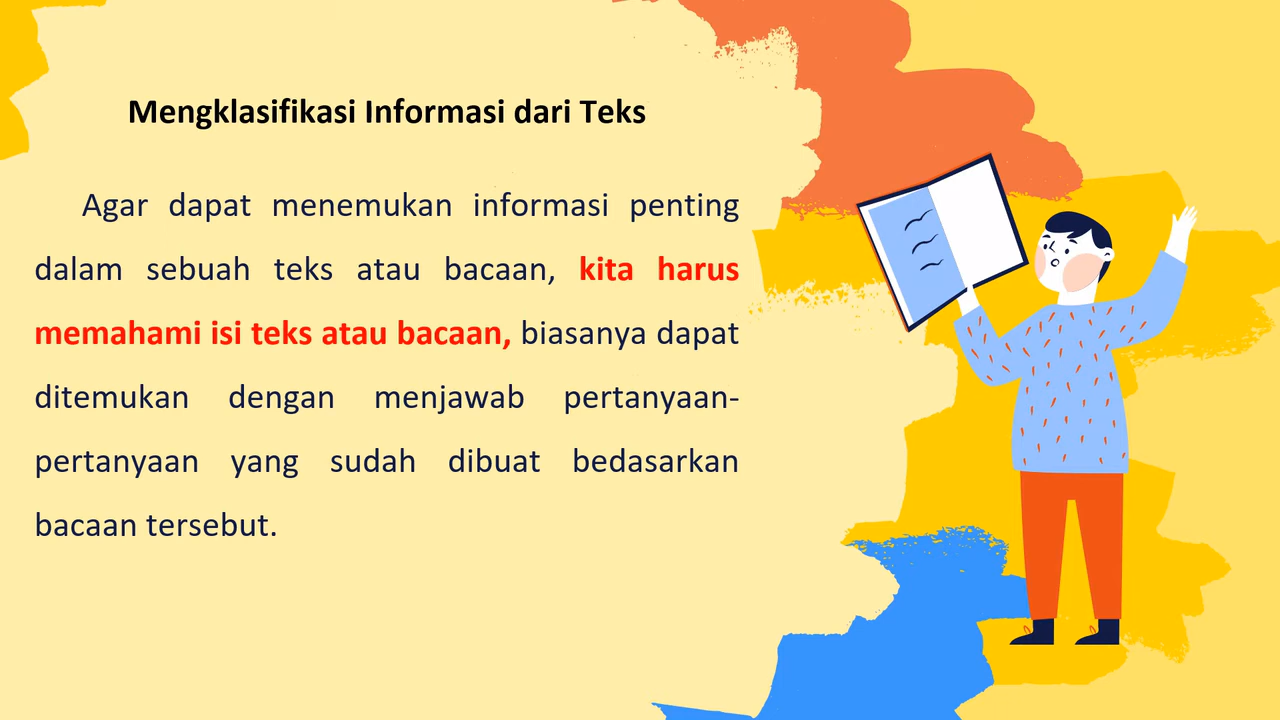 Mengklasifikasi Informasi dari Teks
Agar dapat menemukan informasi penting
dalam sebuah teks atau bacaan, kita harus
memahami isi teks atau bacaan, biasanya dapat
ditemukan dengan menjawab pertanyaan-
pertanyaan yang sudah dibuat bedasarkan
bacaan tersebut.